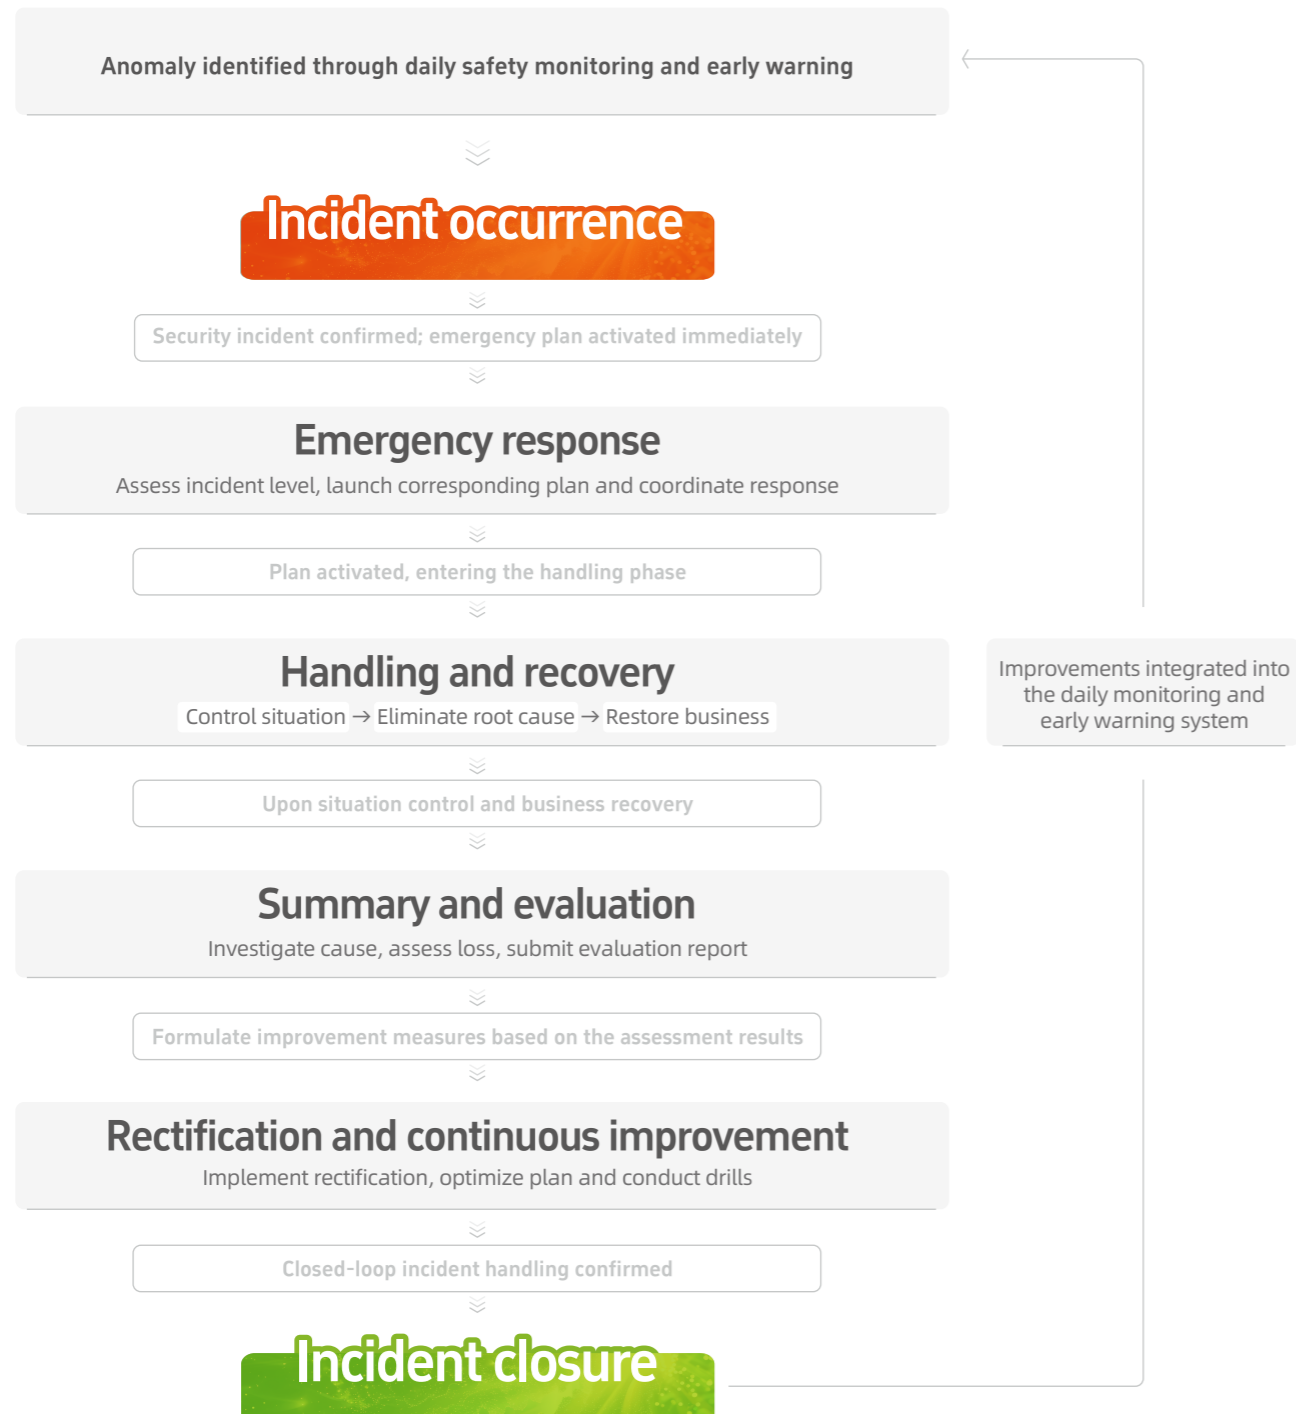 Anomaly identified through daily safety monitoring and early warning
Incident occurrence
Security incident confirmed; emergency plan activated immediately
Emergency response
Assess incident level, launch corresponding plan and coordinate response
Plan activated, entering the handling phase
Handling and recovery
Control situation → Eliminate root cause → Restore business
Improvements integrated into
the daily monitoring and
early warning system
Upon situation control and business recovery
Summary and evaluation
Investigate cause, assess loss, submit evaluation report
Formulate improvement measures based on the assessment results
Rectification and continuous improvement
Implement rectification, optimize plan and conduct drills
Closed-loop incident handling confirmed
Incident closure